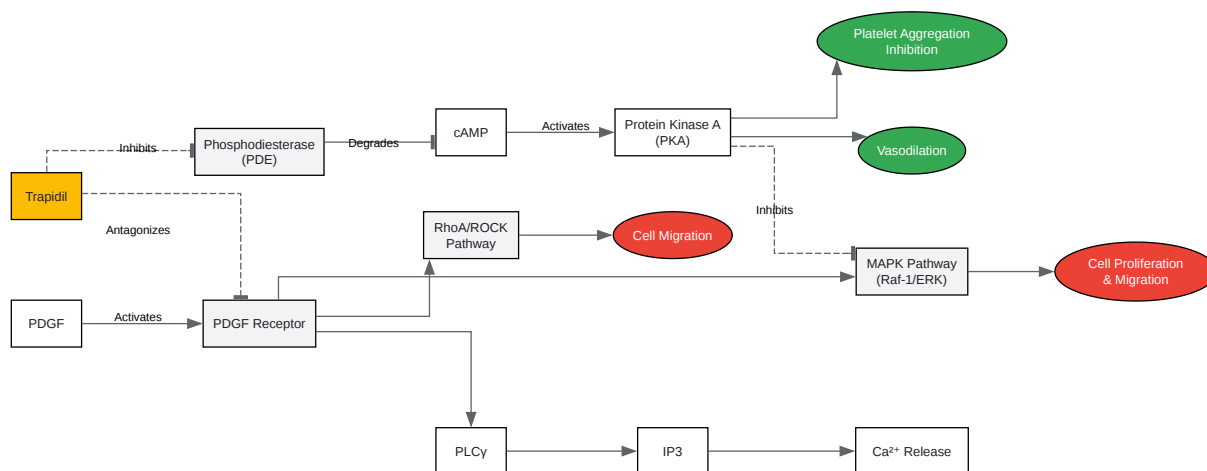 Platelet Aggregation
Inhibition
Phosphodiesterase
(PDE)
Inhibits
Degrades
cAMP
Activates
Protein Kinase A
(PKA)
Vasodilation
Trapidil
Antagonizes
Inhibits
RhoA/ROCK
Pathway
Cell Migration
MAPK Pathway
(Raf-1/ERK)
Cell Proliferation
& Migration
PDGF
Activates
PDGF Receptor
PLCγ
IP3
Ca²⁺ Release